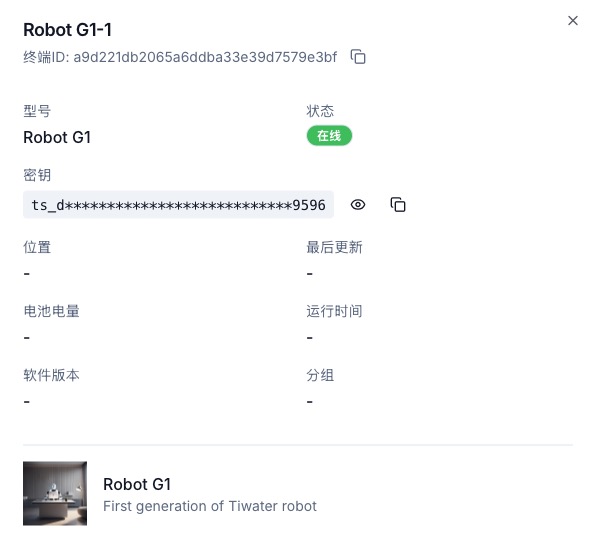 Robot G1-1
终端ID: a9d221db2065a6ddba33e39d7579e3bf
型号 状态
Robot G1 在线
密钥
ts_d***************************9596
位置 最后更新
- -
电池电量 运行时间
- -
软件版本 分组
- -
Robot G1
First generation of Tiwater robot